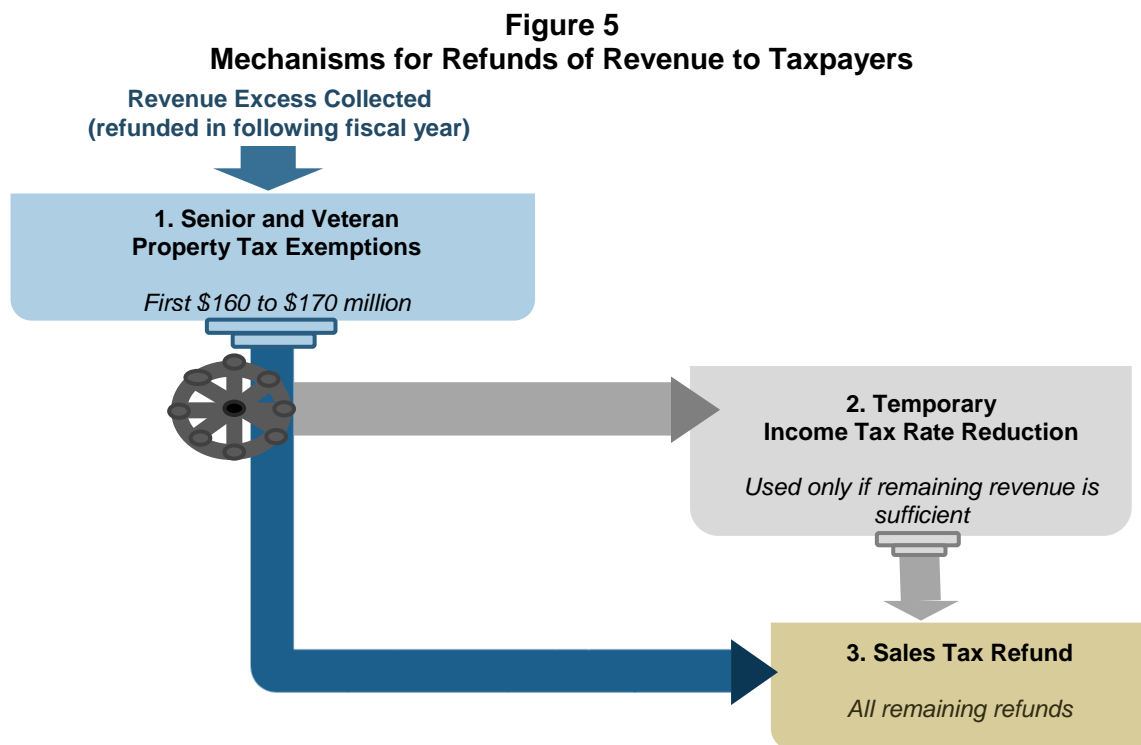 Figure 5
Mechanisms for Refunds of Revenue to Taxpayers
Revenue Excess Collected
(refunded in following fiscal year)
1. Senior and Veteran
Property Tax Exemptions
First $160 to $170 million
2. Temporary
Income Tax Rate Reduction
Used only if remaining revenue is
sufficient
3. Sales Tax Refund
All remaining refunds